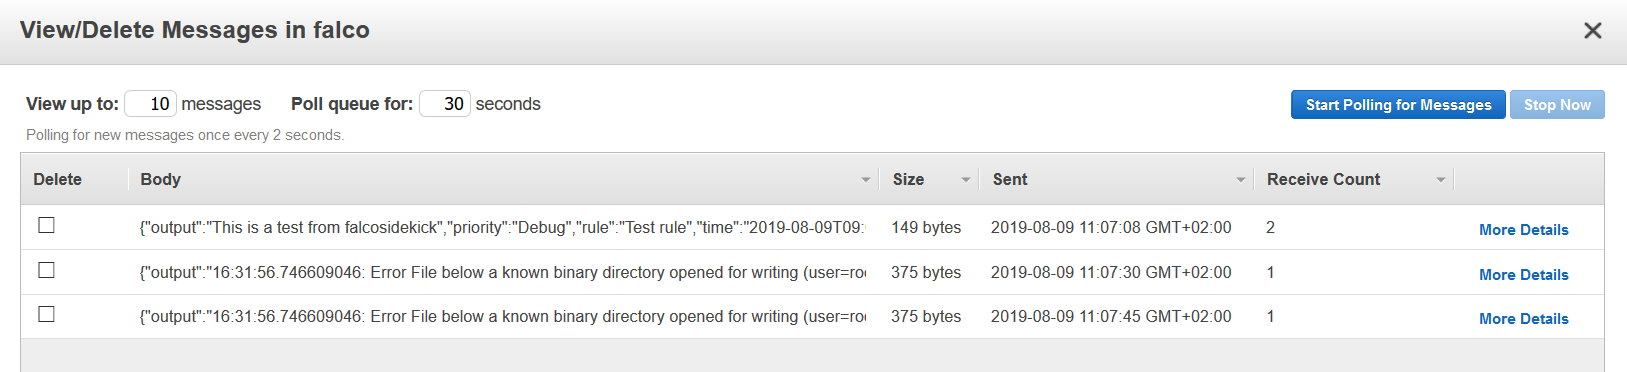 View/Delete Messages in falco
View up to: 10 messages Poll queue for: 30 seconds Start Polling for Messages Stop Now
Polling for new messages once every 2 seconds.
Delete Body Size Sent Receive Count
{"output":"This is a test from falcosidekick","priority":"Debug","rule":"Test rule","time":"2019-08-09T09: 149 bytes 2019-08-09 11:07:08 GMT+02:00 2 More Details
{"output":"16:31:56.746609046: Error File below a known binary directory opened for writing (user=roo 375 bytes 2019-08-09 11:07:30 GMT+02:00 1 More Details
{"output":"16:31:56.746609046: Error File below a known binary directory opened for writing (user=roo 375 bytes 2019-08-09 11:07:45 GMT+02:00 1 More Details